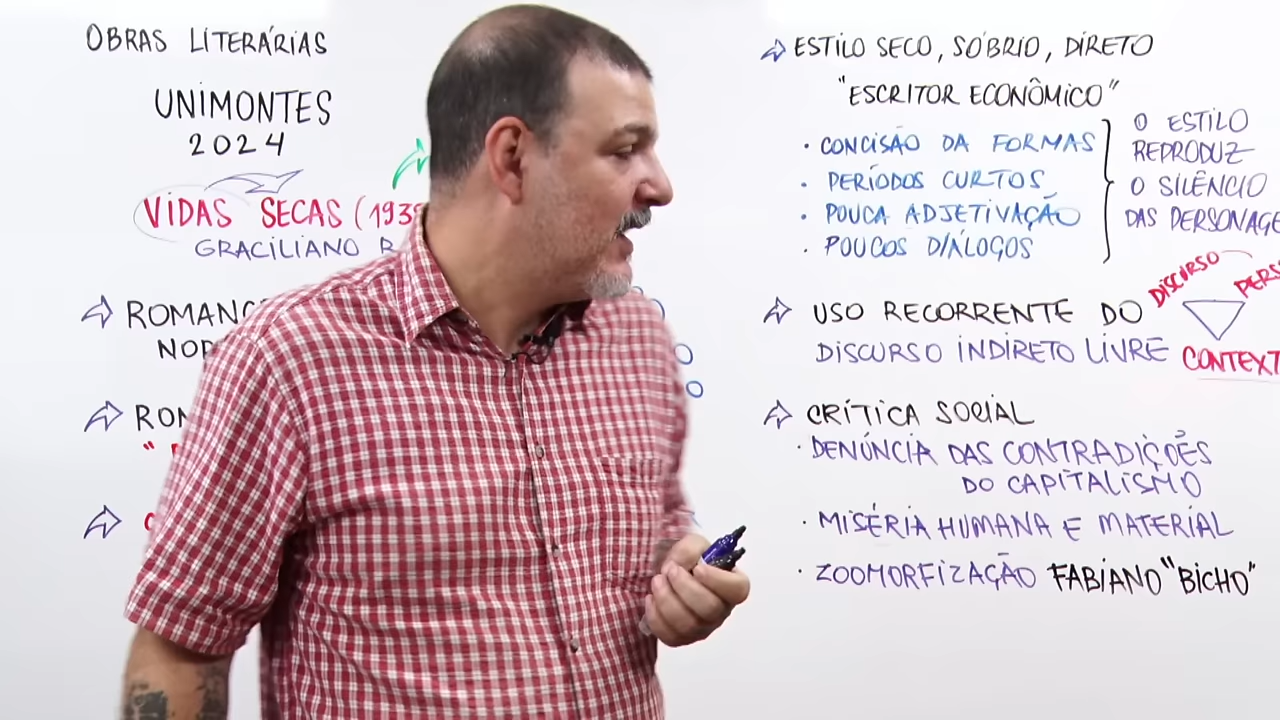 OBRAS LITERÁRIAS
UNIMONTES
2024
VIDAS SECAS (193
GRACILIANO R
ROMANC
NOR
ROM
ESTILO SECO, SÓBRIO, DIRETO
"ESCRITOR ECONÔMICO"
• CONCISÃO DA FORMAS
• PERÍODOS CURTOS
• POUCA ADJETIVAÇÃO
• POUCOS DIÁLOGOS
O ESTILO
REPRODUZ
O SILÊNCIO
DAS PERSONAGE
USO RECORRENTE DO
DISCURSO INDIRETO LIVRE
DISCURSO
PERS
CONTEXT
CRÍTICA SOCIAL
• DENÚNCIA DAS CONTRADIÇÕES
DO CAPITALISMO
• MISÉRIA HUMANA E MATERIAL
• ZOOMORFIZAÇÃO FABIANO "BICHO"